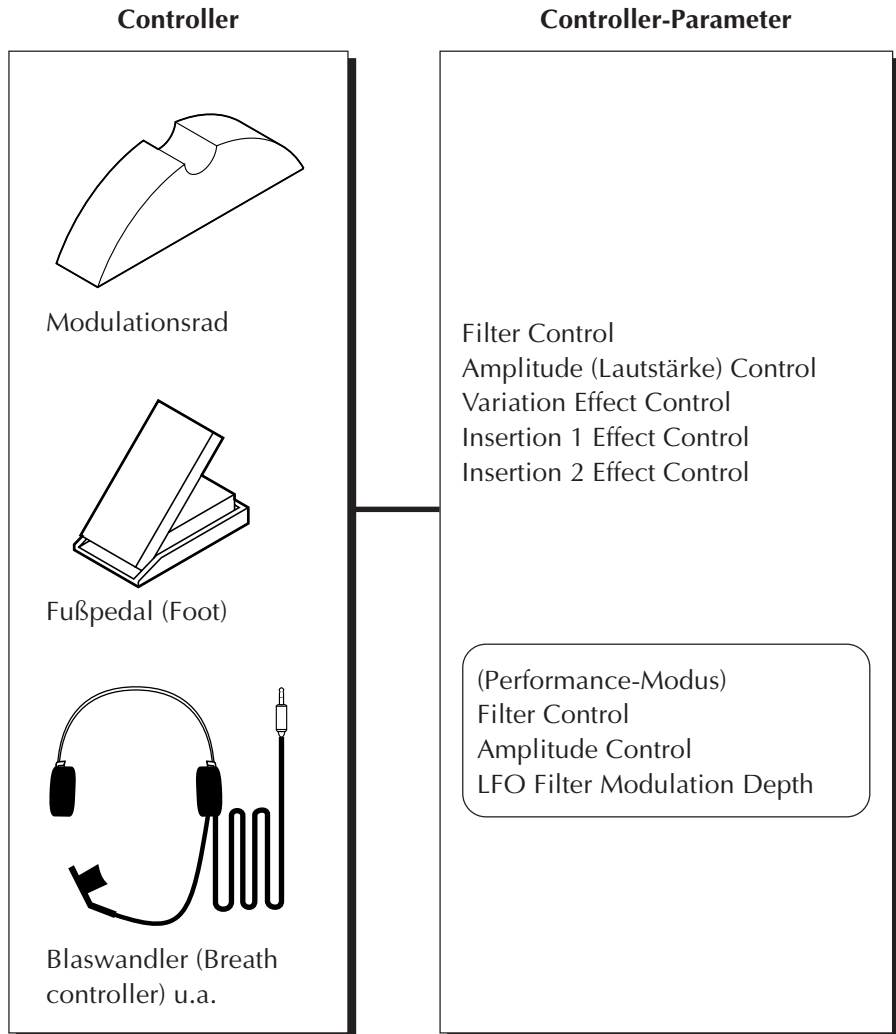 Controller
Modulationsrad
Fußpedal (Foot)
Blaswandler (Breath
controller) u.a.
Controller-Parameter
Filter Control
Amplitude (Lautstärke) Control
Variation Effect Control
Insertion 1 Effect Control
Insertion 2 Effect Control
(Performance-Modus)
Filter Control
Amplitude Control
LFO Filter Modulation Depth